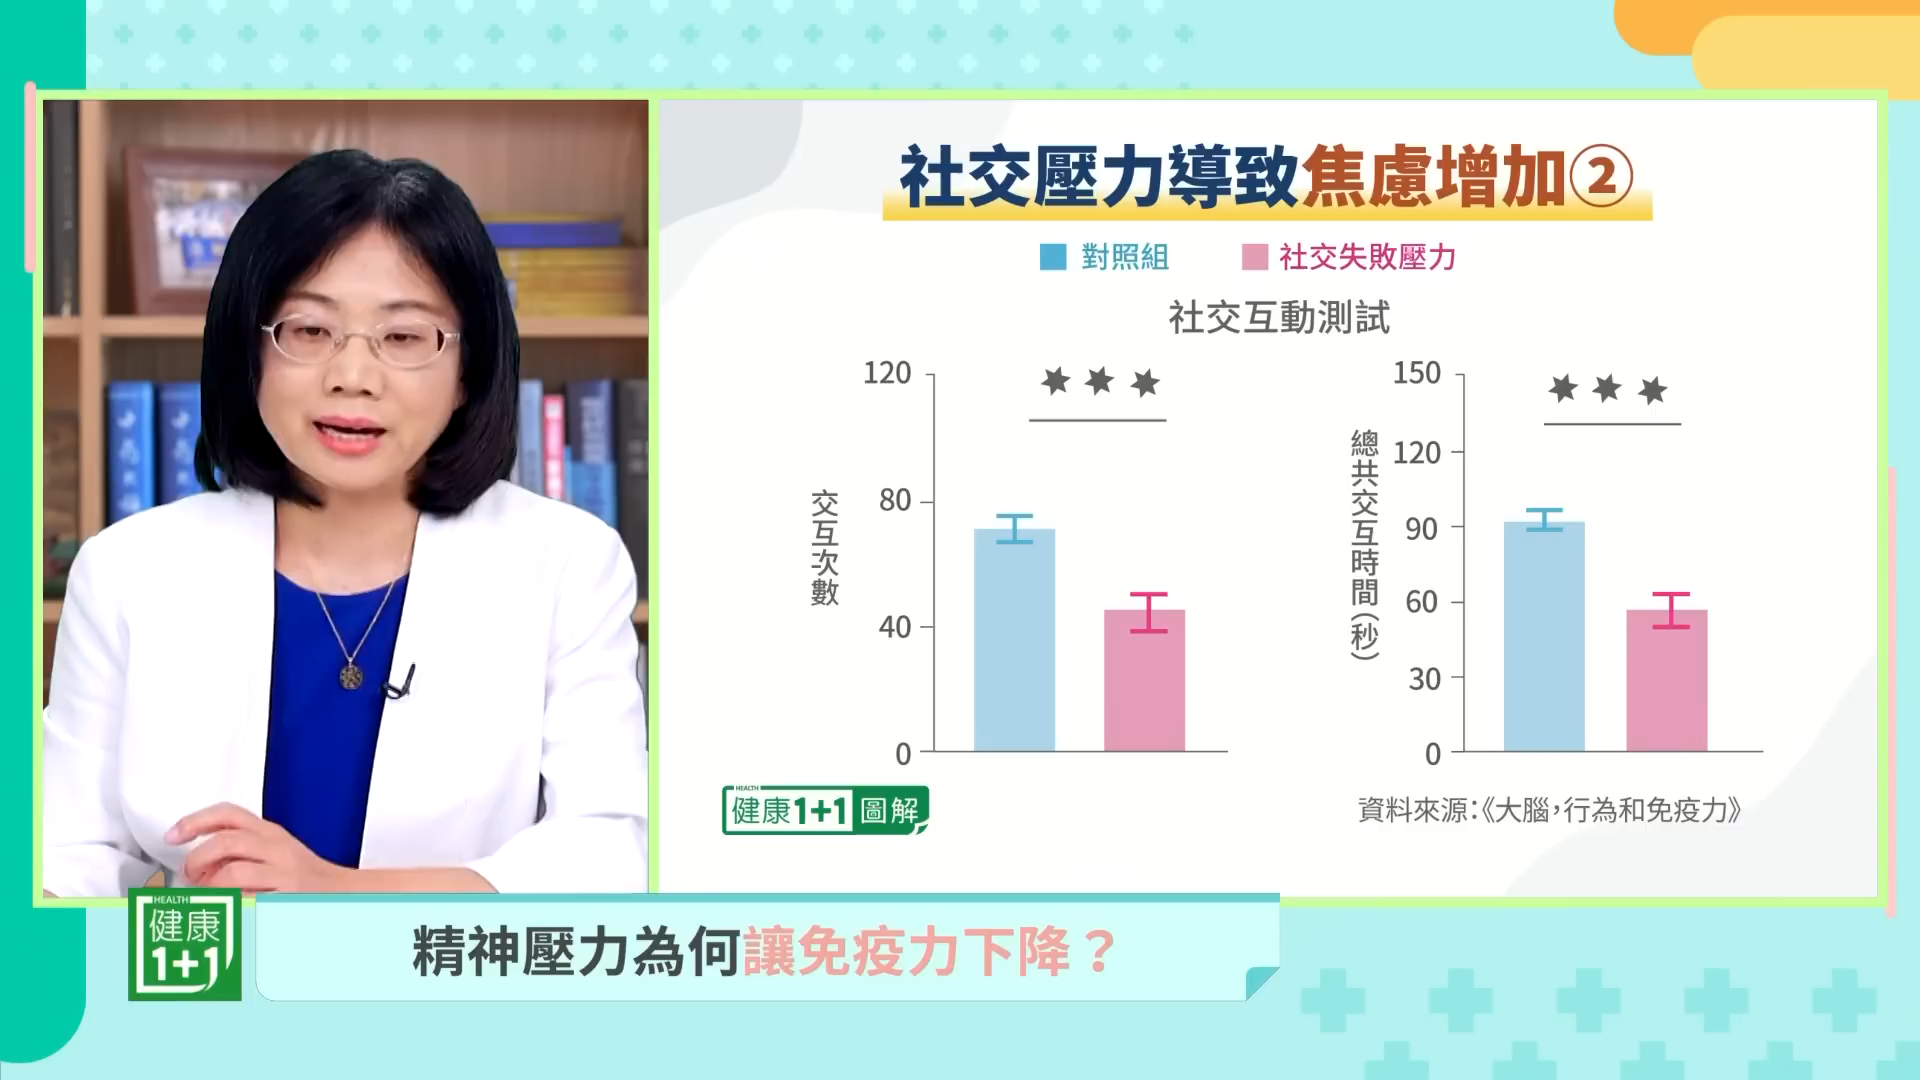 社交壓力導致焦慮增加②
對照組
社交失敗壓力
社交互動測試
120
80
40
0
交互次數
150
120
90
60
30
0
總共交互時間(秒)
HEALTH
健康1+1圖解
資料來源:《大腦,行為和免疫力》
HEALTH
健康
1+1
精神壓力為何讓免疫力下降?